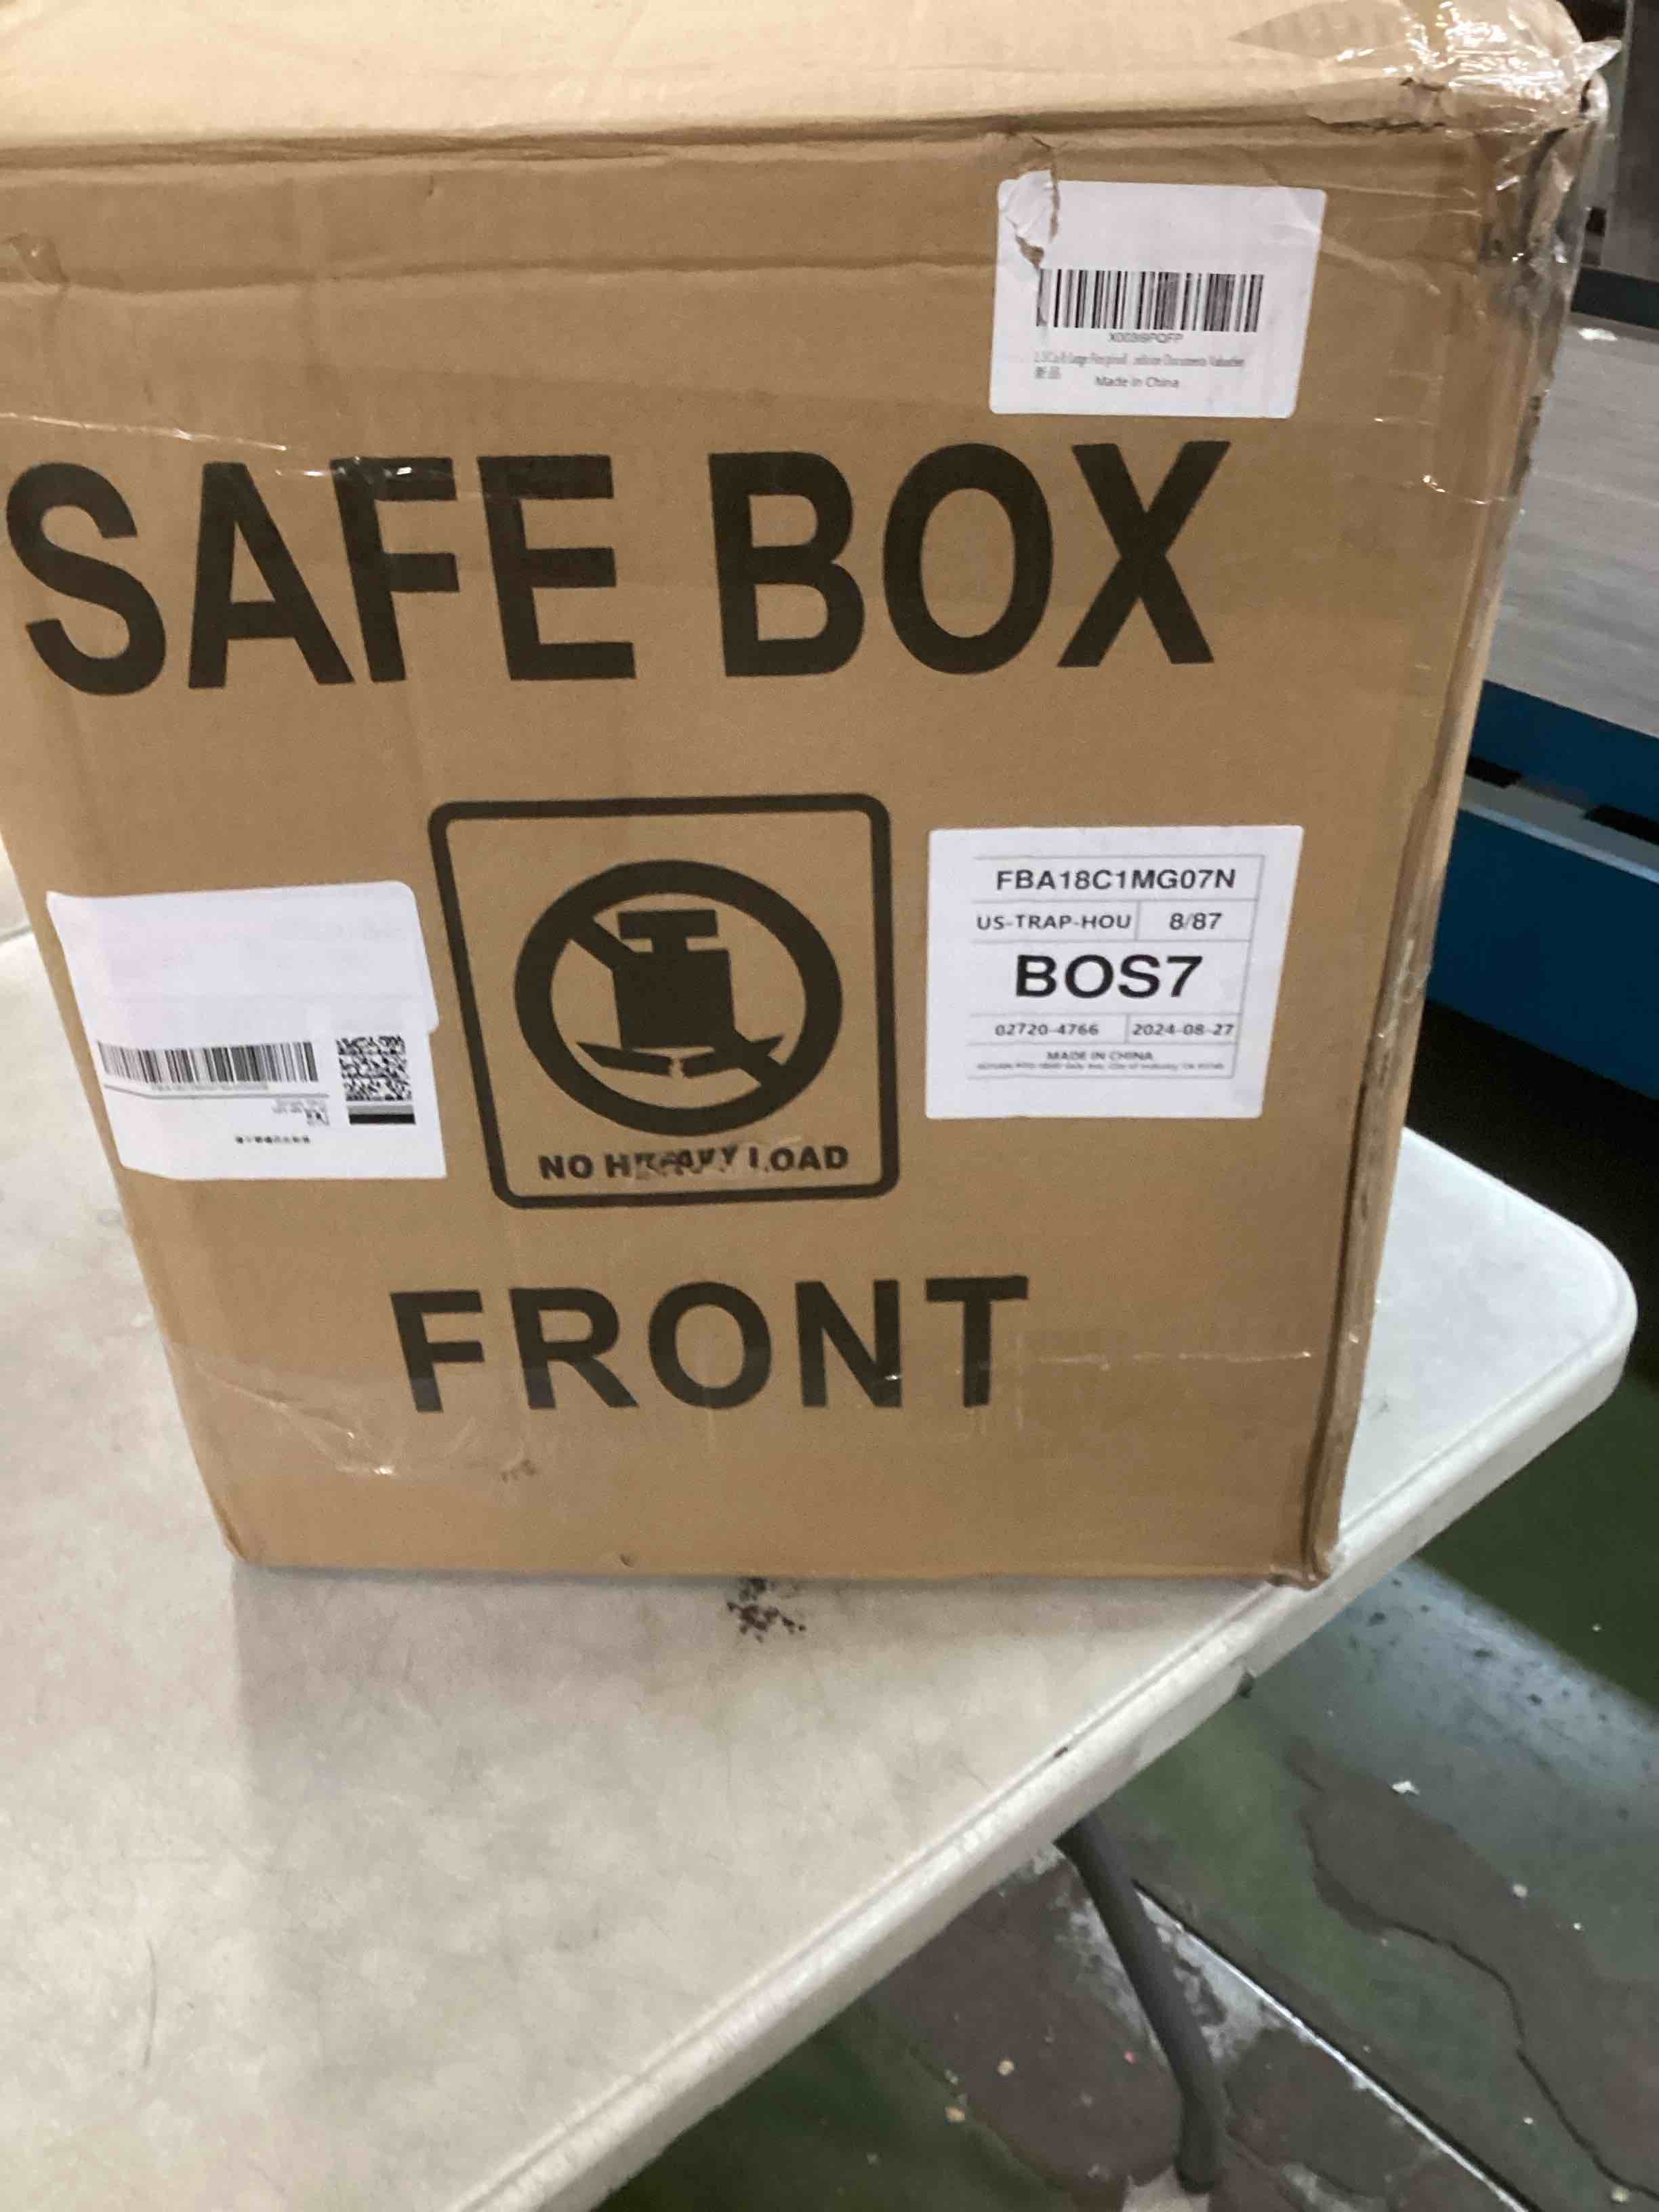 Made in China
SAFE BOX
FBA18C1MG07N
US-TRAP-HOU 8/87
BOS7
02720-4766 2024-08-27
MADE IN CHINA
NO HEAVY LOAD
FRONT